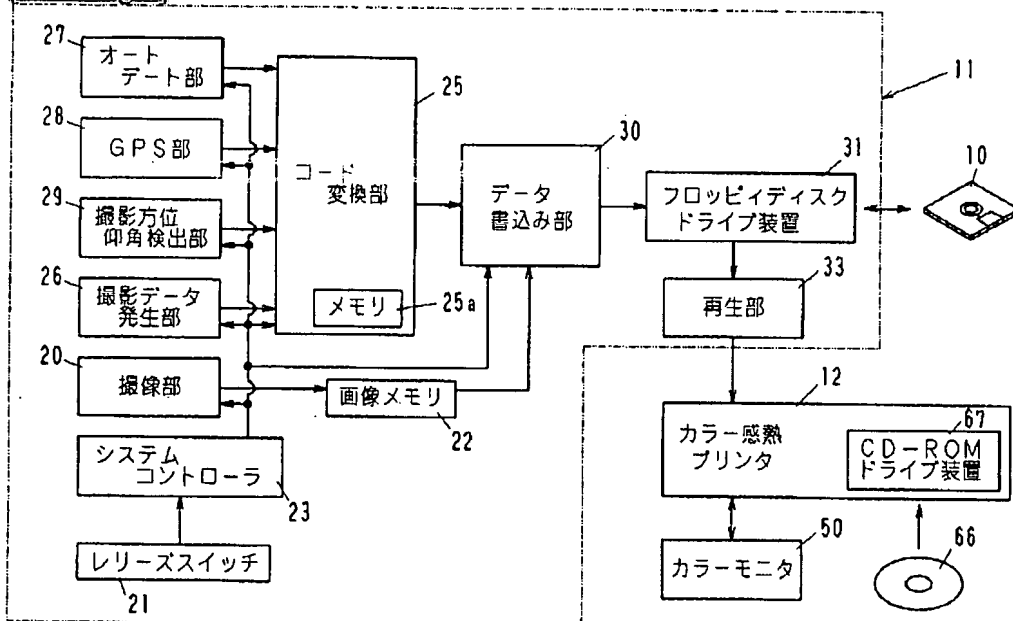 27
オート
デート部
28
GPS部
29
撮影方位
仰角検出部
26
撮影データ
発生部
20
撮像部
システム
コントローラ
23
レリーズスイッチ
21
コード
変換部
25
メモリ
25a
画像メモリ
22
30
データ
書込み部
31
フロッピィディスク
ドライブ装置
10
11
33
再生部
12
カラー感熱
プリンタ
67
CD-ROM
ドライブ装置
50
カラーモニタ
66